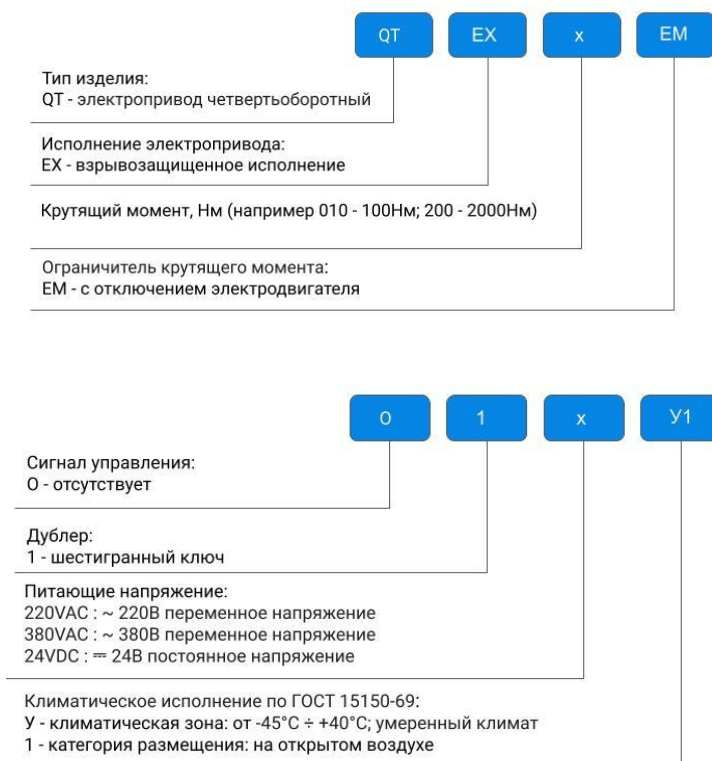 QT EX x EM
Тип изделия:
QT - электропривод четвертьоборотный
Исполнение электропривода:
EX - взрывозащищенное исполнение
Крутящий момент, Нм (например 010 - 100Нм; 200 - 2000Нм)
Ограничитель крутящего момента:
EM - с отключением электродвигателя
0 1 x У1
Сигнал управления:
0 - отсутствует
Дублер:
1 - шестигранный ключ
Питающие напряжение:
220VAC : ~ 220В переменное напряжение
380VAC : ~ 380В переменное напряжение
24VDC : ⎓ 24В постоянное напряжение
Климатическое исполнение по ГОСТ 15150-69:
У - климатическая зона: от -45°C ÷ +40°C; умеренный климат
1 - категория размещения: на открытом воздухе